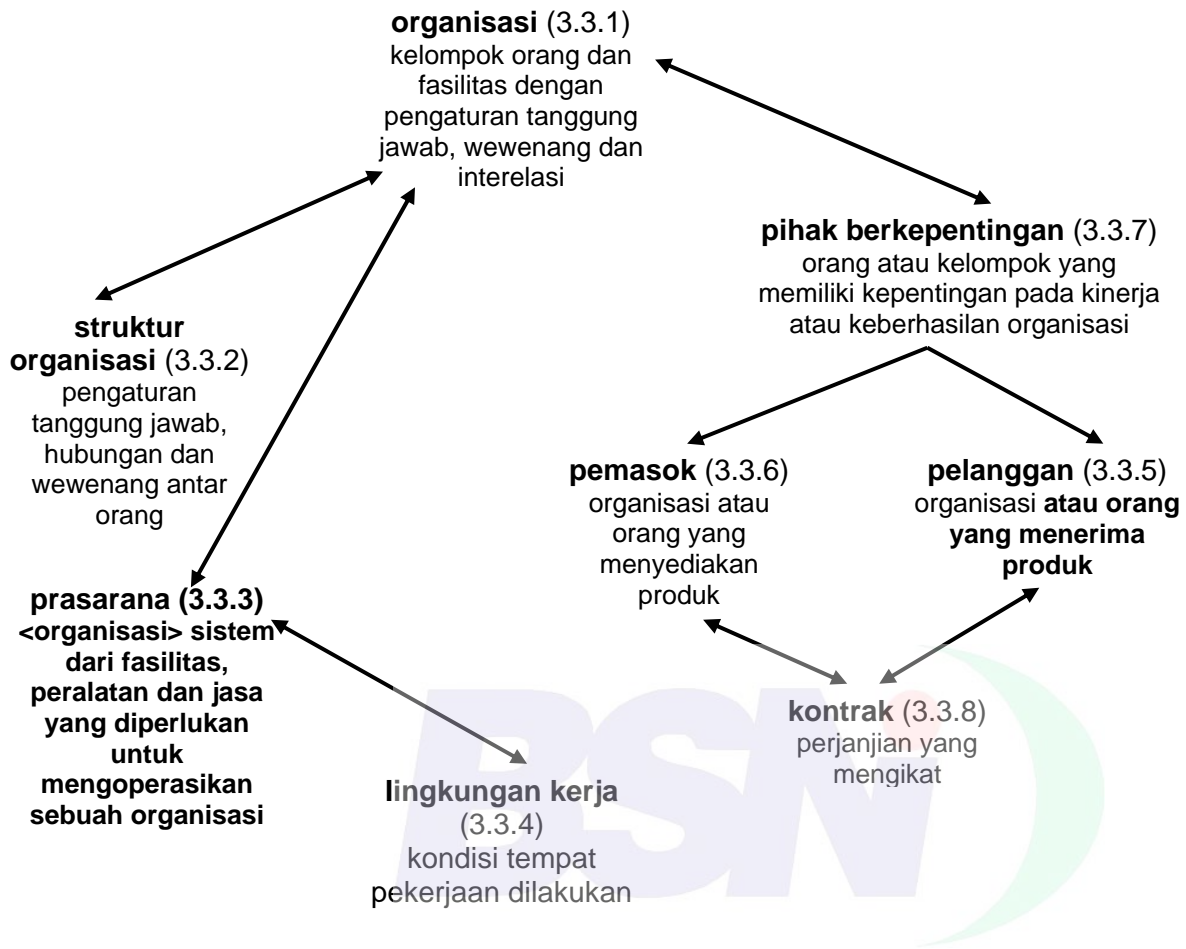 organisasi (3.3.1)
kelompok orang dan
fasilitas dengan
pengaturan tanggung
jawab, wewenang dan
interelasi
pihak berkepentingan (3.3.7)
orang atau kelompok yang
memiliki kepentingan pada kinerja
atau keberhasilan organisasi
struktur
organisasi (3.3.2)
pengaturan
tanggung jawab,
hubungan dan
wewenang antar
orang
pemasok (3.3.6)
organisasi atau
orang yang
menyediakan
produk
pelanggan (3.3.5)
organisasi atau orang
yang menerima
produk
prasarana (3.3.3)
<organisasi> sistem
dari fasilitas,
peralatan dan jasa
yang diperlukan
untuk
mengoperasikan
sebuah organisasi
kontrak (3.3.8)
perjanjian yang
mengikat
lingkungan kerja
(3.3.4)
kondisi tempat
pekerjaan dilakukan
BSN